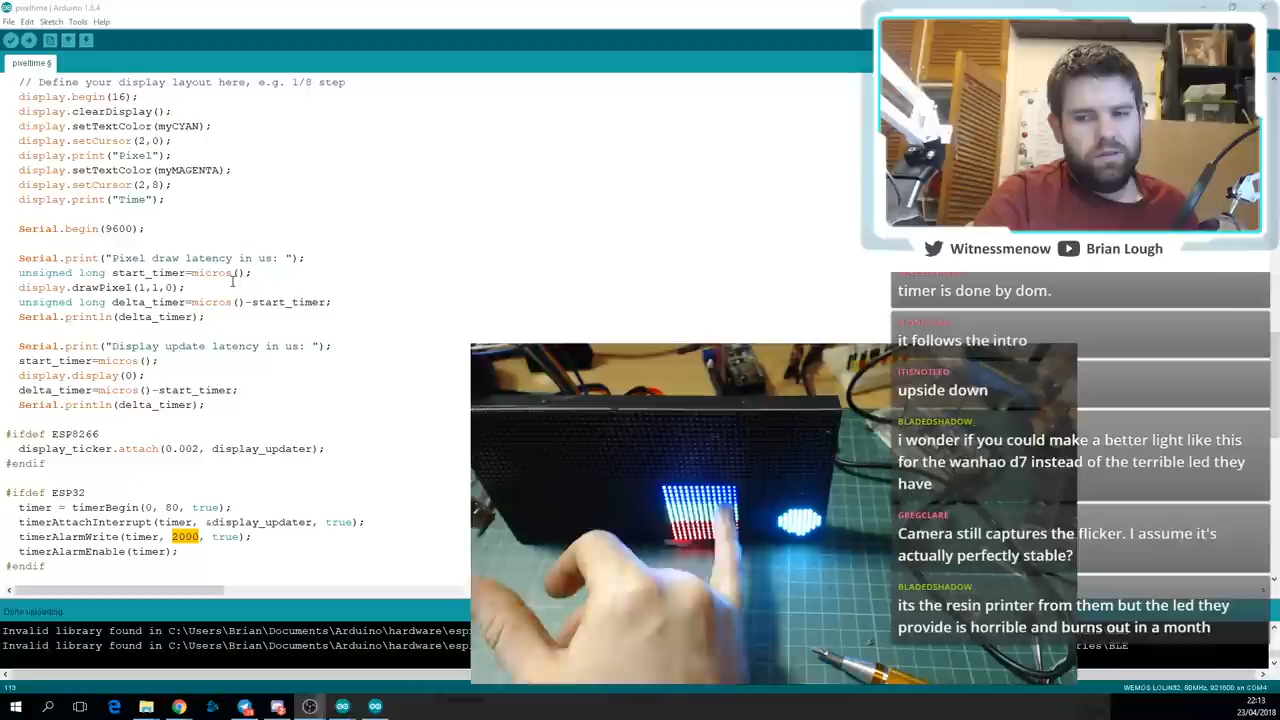 pixeltime | Arduino 1.8.4
File Edit Sketch Tools Help
pixeltime §
// Define your display layout here, e.g. 1/8 step
display.begin(16);
display.clearDisplay();
display.setTextColor(myCYAN);
display.setCursor(2,0);
display.print("Pixel");
display.setTextColor(myMAGENTA);
display.setCursor(2,8);
display.print("Time");
Serial.begin(9600);
Serial.print("Pixel draw latency in us: ");
unsigned long start_timer=micros();
display.drawPixel(1,1,0);
unsigned long delta_timer=micros()-start_timer;
Serial.println(delta_timer);
Serial.print("Display update latency in us: ");
start_timer=micros();
display.display(0);
delta_timer=micros()-start_timer;
Serial.println(delta_timer);
#ifdef ESP8266
display_ticker.attach(0.002, display_updater);
#endif
#ifdef ESP32
timer = timerBegin(0, 80, true);
timerAttachInterrupt(timer, &display_updater, true);
timerAlarmWrite(timer, 2000, true);
timerAlarmEnable(timer);
#endif
Done uploading.
Invalid library found in C:\Users\Brian\Documents\Arduino\hardware\esp
Invalid library found in C:\Users\Brian\Documents\Arduino\hardware\esp
aries\BLE
113
WEMOS LOLIN32, 80MHz, 921600 on COM4
22:13
23/04/2018
Witnessmenow Brian Lough
timer is done by dom.
it follows the intro
ITISNOTLEO
upside down
BLADEDSHADOW_
i wonder if you could make a better light like this
for the wanhao d7 instead of the terrible led they
have
GREGCLARE
Camera still captures the flicker. I assume it's
actually perfectly stable?
BLADEDSHADOW_
its the resin printer from them but the led they
provide is horrible and burns out in a month